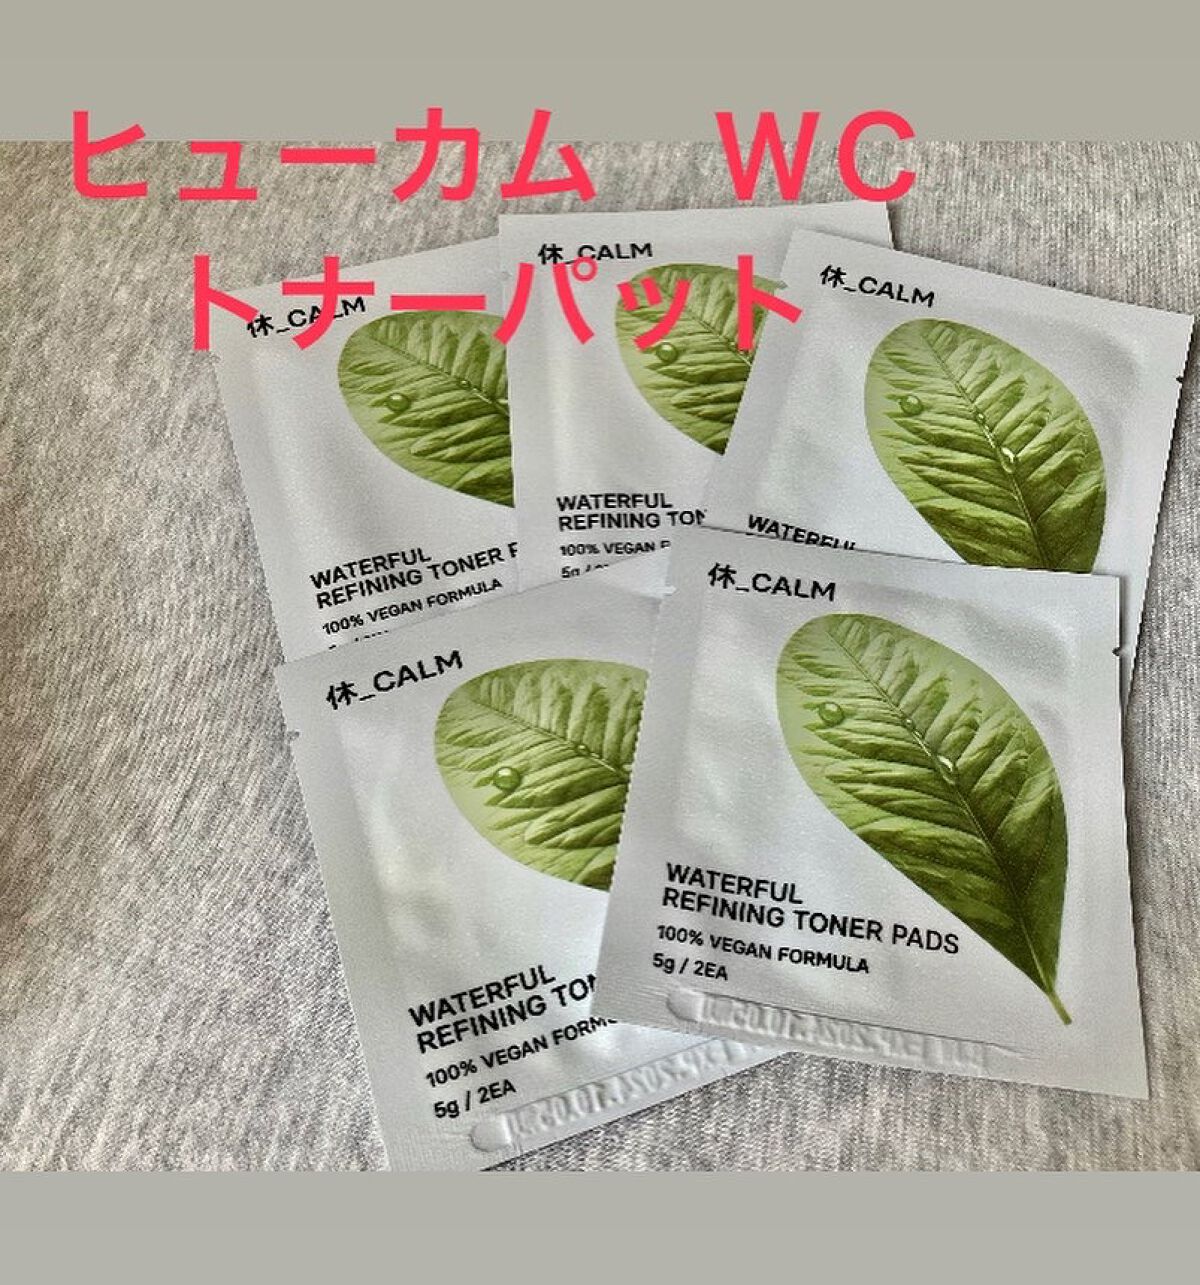 ヒューカム WC
トナーパット
休_CALM
休_CALM
休_CALM
WATERFUL
REFINING TONER
100% VEGAN FORMULA
WATERFUL
REFINING
100% VEGAN
5g /
WATERFUL
休_CALM
WATERFUL
REFINING
100% VEGAN
5g / 2EA
休_CALM
WATERFUL
REFINING TONER PADS
100% VEGAN FORMULA
5g / 2EA